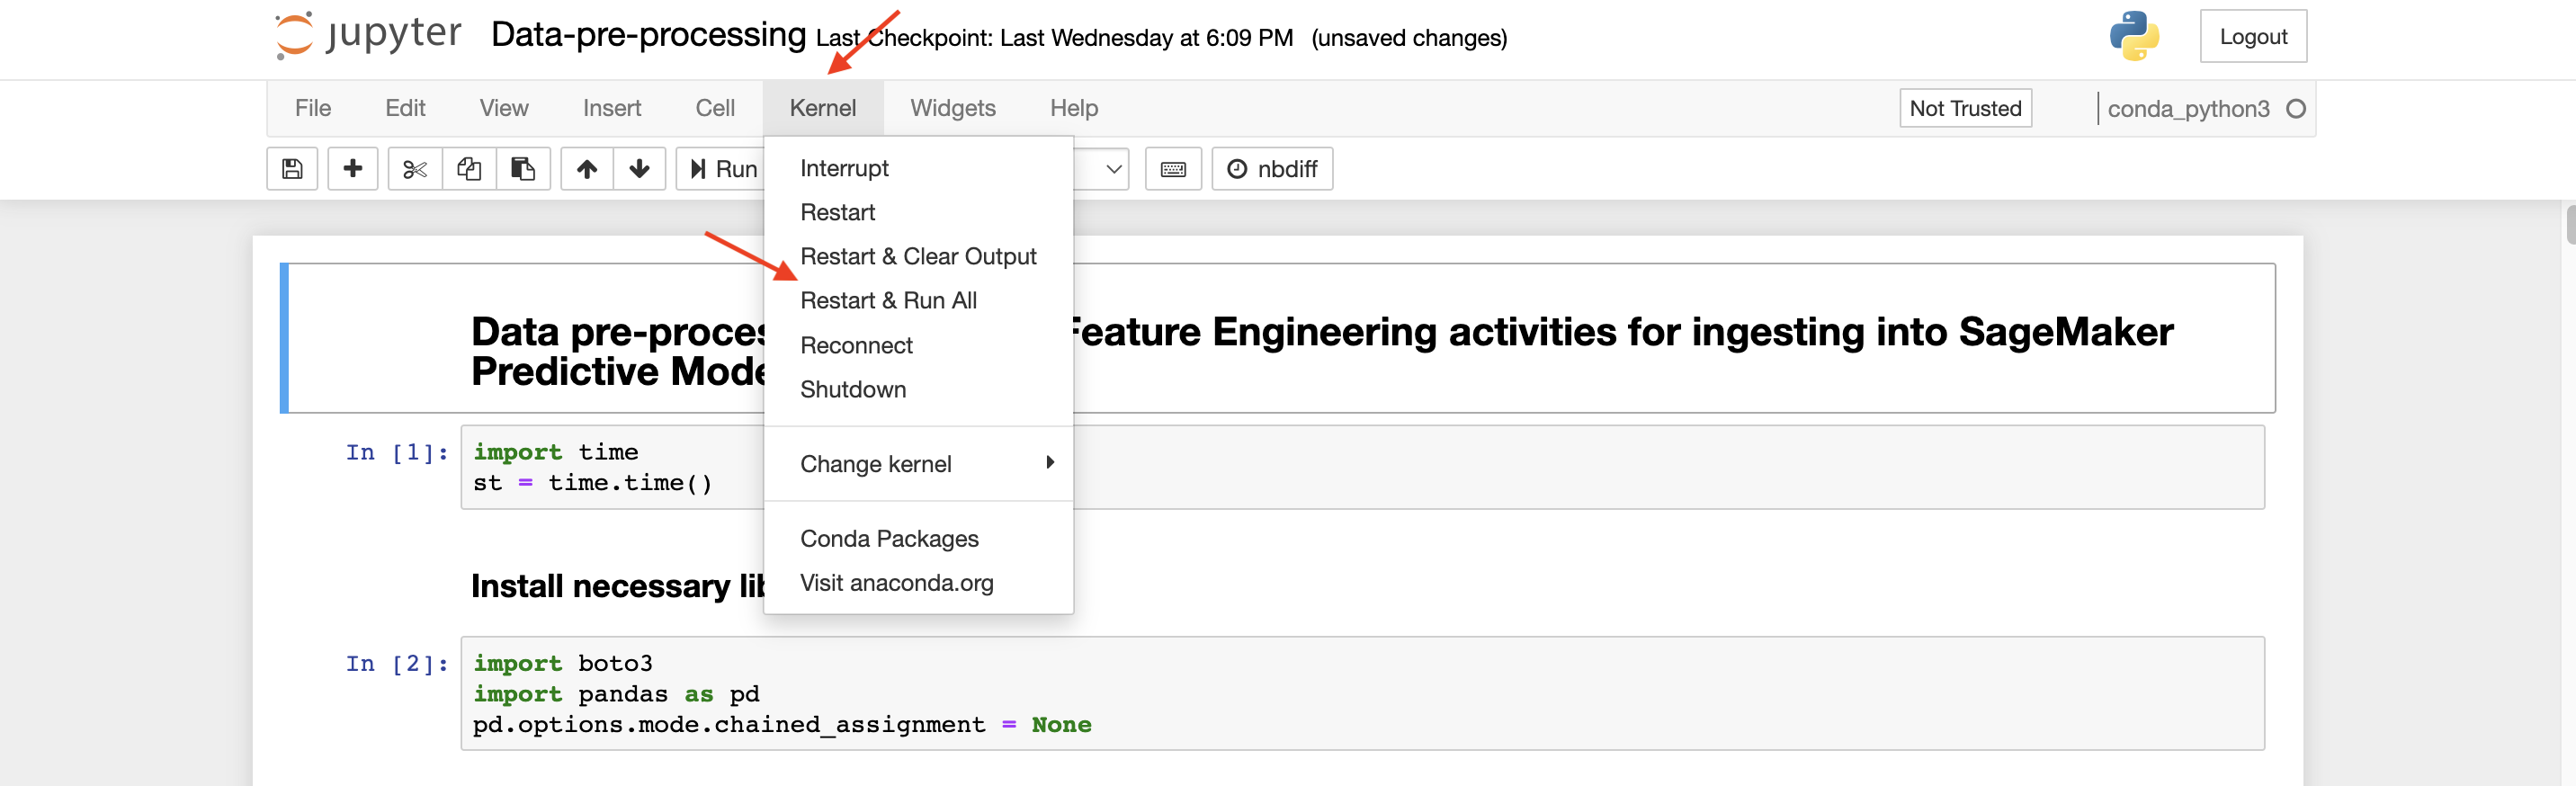 jupyter Data-pre-processing Last Checkpoint: Last Wednesday at 6:09 PM (unsaved changes)
Logout
File Edit View Insert Cell Kernel Widgets Help
Not Trusted
conda_python3
Run
nbdiff
Interrupt
Restart
Restart & Clear Output
Restart & Run All
Reconnect
Shutdown
Change kernel
Conda Packages
Visit anaconda.org
Data pre-proces Feature Engineering activities for ingesting into SageMaker
Predictive Mode
In [1]: import time
st = time.time()
Install necessary lib
In [2]: import boto3
import pandas as pd
pd.options.mode.chained_assignment = None